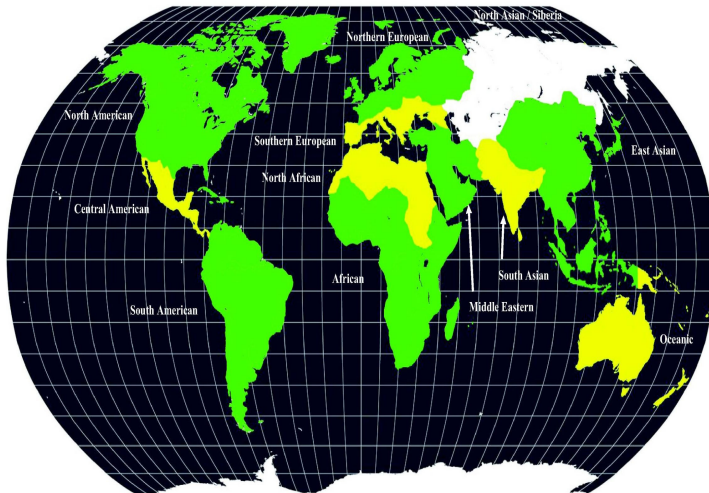 North Asian / Siberia
Northern European
North American
Southern European
East Asian
North African
Central American
South Asian
African
Middle Eastern
South American
Oceanic